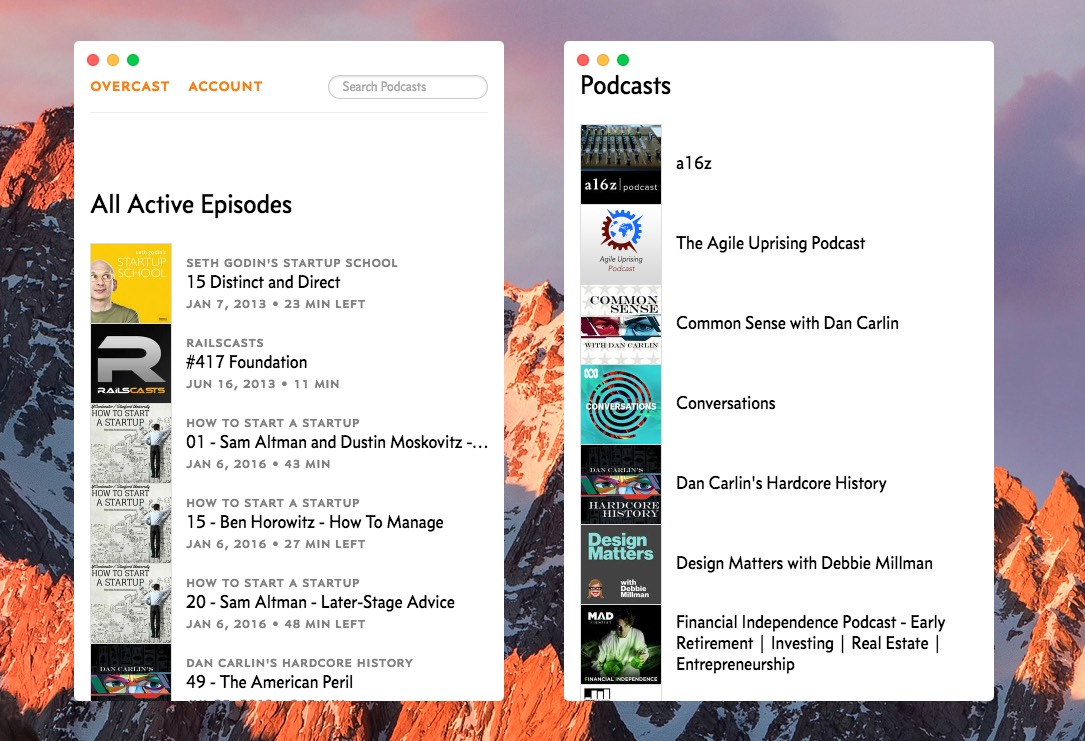 OVERCAST ACCOUNT Search Podcasts
All Active Episodes
seth godin's
STARTUP
SCHOOL
SETH GODIN'S STARTUP SCHOOL
15 Distinct and Direct
JAN 7, 2013 • 23 MIN LEFT
R
RAILSCASTS
RAILSCASTS
#417 Foundation
JUN 16, 2013 • 11 MIN
HOW TO START
A STARTUP
HOW TO START A STARTUP
01 - Sam Altman and Dustin Moskovitz -…
JAN 6, 2016 • 43 MIN
HOW TO START
A STARTUP
HOW TO START A STARTUP
15 - Ben Horowitz - How To Manage
JAN 6, 2016 • 27 MIN LEFT
HOW TO START
A STARTUP
HOW TO START A STARTUP
20 - Sam Altman - Later-Stage Advice
JAN 6, 2016 • 48 MIN LEFT
DAN CARLIN'S
DAN CARLIN'S HARDCORE HISTORY
49 - The American Peril
Podcasts
a16z podcast
a16z
Agile Uprising
Podcast
The Agile Uprising Podcast
COMMON
SENSE
WITH DAN CARLIN
Common Sense with Dan Carlin
CONVERSATIONS
Conversations
DAN CARLIN'S
HARDCORE
HISTORY
Dan Carlin's Hardcore History
Design
Matters
with
Debbie
Millman
Design Matters with Debbie Millman
MAD
FINANCIAL INDEPENDENCE
Financial Independence Podcast - Early
Retirement | Investing | Real Estate |
Entrepreneurship